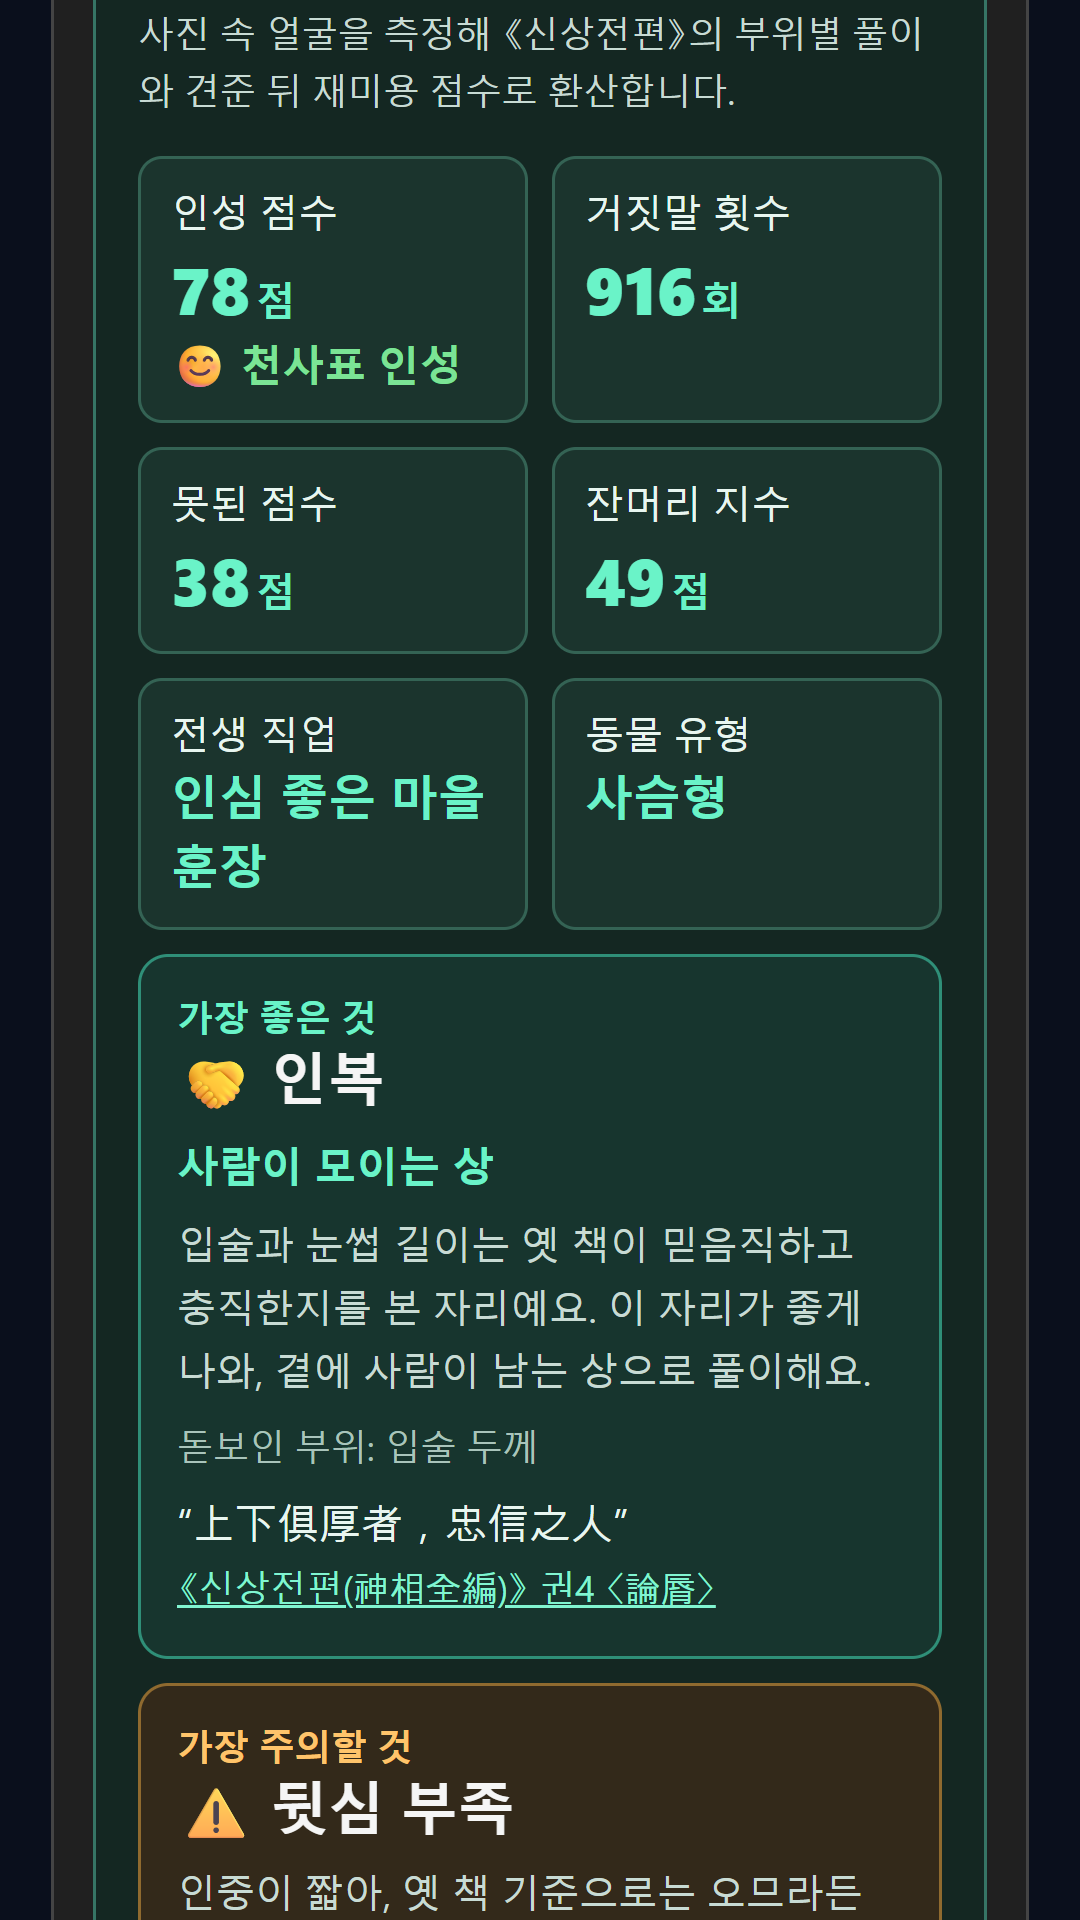 사진 속 얼굴을 측정해 《신상전편》의 부위별 풀이
와 견준 뒤 재미용 점수로 환산합니다.
인성 점수
78점
😊 천사표 인성
거짓말 횟수
916회
못된 점수
38점
잔머리 지수
49점
전생 직업
인심 좋은 마을
훈장
동물 유형
사슴형
가장 좋은 것
🤝 인복
사람이 모이는 상
입술과 눈썹 길이는 옛 책이 믿음직하고
충직한지를 본 자리예요. 이 자리가 좋게
나와, 곁에 사람이 남는 상으로 풀이해요.
돋보인 부위: 입술 두께
“上下俱厚者，忠信之人”
《신상전편(神相全編)》 권4 〈論脣〉
가장 주의할 것
⚠️ 뒷심 부족
인중이 짧아, 옛 책 기준으로는 오므라든